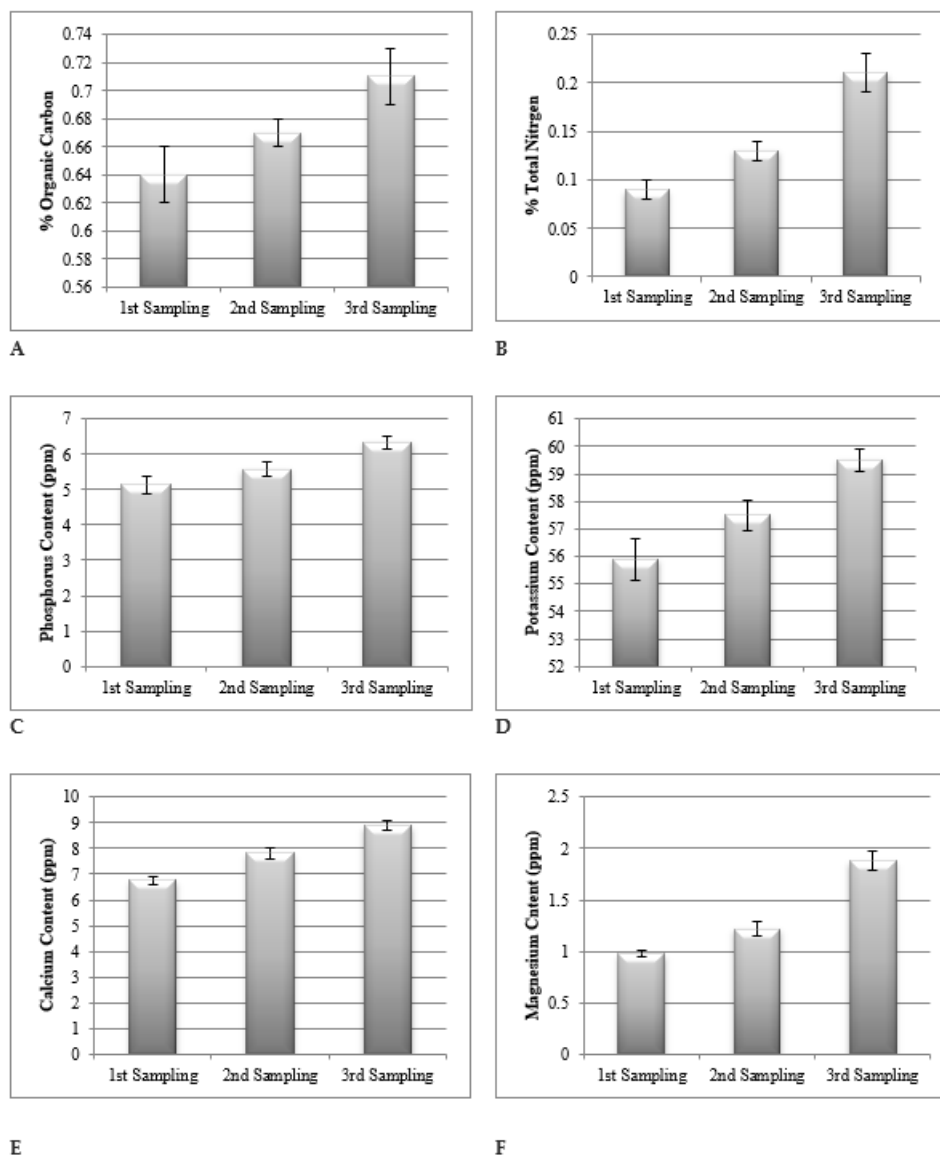 % Organic Carbon
0.74
0.72
0.7
0.68
0.66
0.64
0.62
0.6
0.58
0.56
1st Sampling 2nd Sampling 3rd Sampling
A
% Total Nitrgen
0.25
0.2
0.15
0.1
0.05
0
1st Sampling 2nd Sampling 3rd Sampling
B
Phosphorus Content (ppm)
7
6
5
4
3
2
1
0
1st Sampling 2nd Sampling 3rd Sampling
C
Potassium Content (ppm)
61
60
59
58
57
56
55
54
53
52
1st Sampling 2nd Sampling 3rd Sampling
D
Calcium Content (ppm)
10
9
8
7
6
5
4
3
2
1
0
1st Sampling 2nd Sampling 3rd Sampling
E
Magnesium Cntent (ppm)
2.5
2
1.5
1
0.5
0
1st Sampling 2nd Sampling 3rd Sampling
F